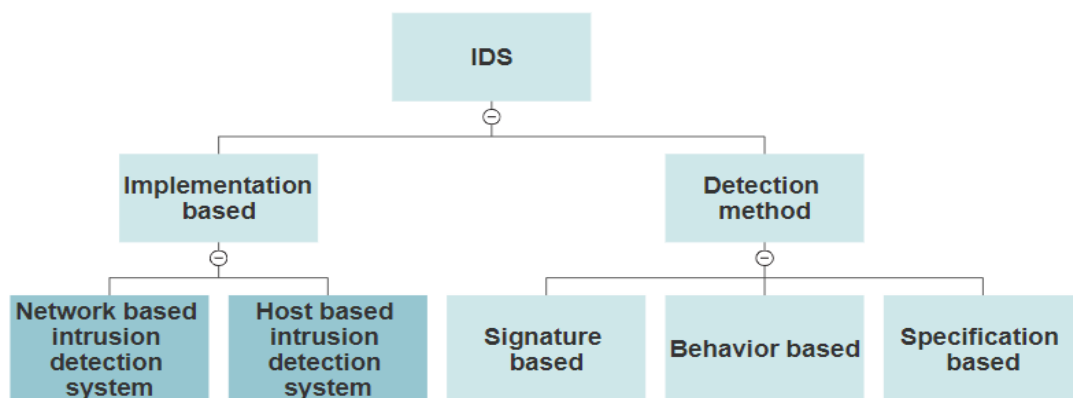 IDS
Implementation
based
Detection
method
Network based
intrusion
detection
system
Host based
intrusion
detection
system
Signature
based
Behavior based
Specification
based